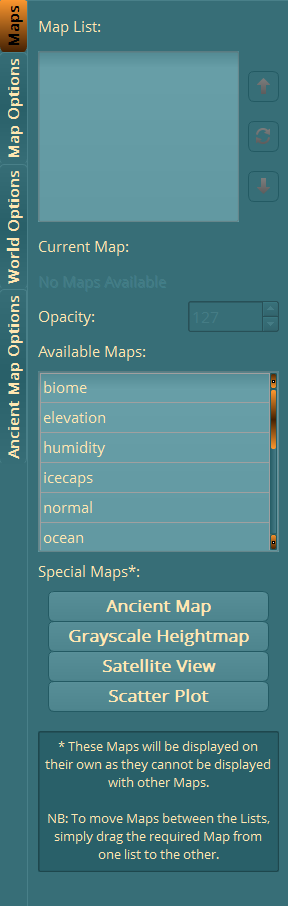 Maps
Map Options
World Options
Ancient Map Options
Map List:
Current Map:
No Maps Available
Opacity:
127
Available Maps:
biome
elevation
humidity
icecaps
normal
ocean
Special Maps*:
Ancient Map
Grayscale Heightmap
Satellite View
Scatter Plot
* These Maps will be displayed on
their own as they cannot be displayed
with other Maps.
NB: To move Maps between the Lists,
simply drag the required Map from
one list to the other.